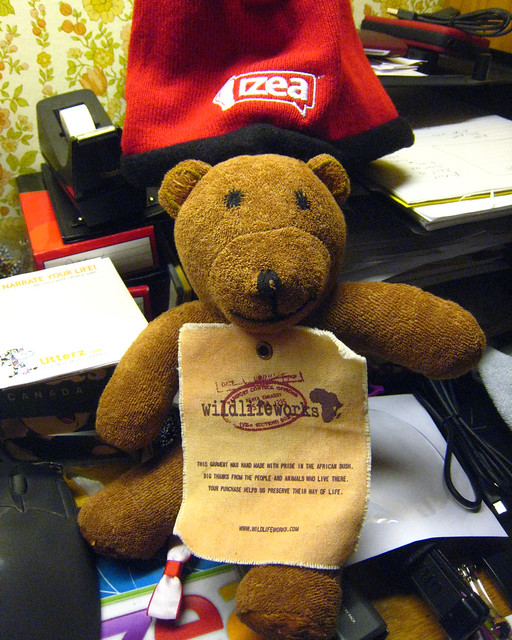 izea
NARRATE YOUR LIFE!
utterz
CANADA
wildlifeworks
THIS GARMENT WAS HAND MADE WITH PRIDE IN THE AFRICAN BUSH.
BIG THANKS FROM THE PEOPLE AND ANIMALS WHO LIVE THERE.
YOUR PURCHASE HELPS US PRESERVE THEIR WAY OF LIFE.
WWW.WILDLIFEWORKS.COM